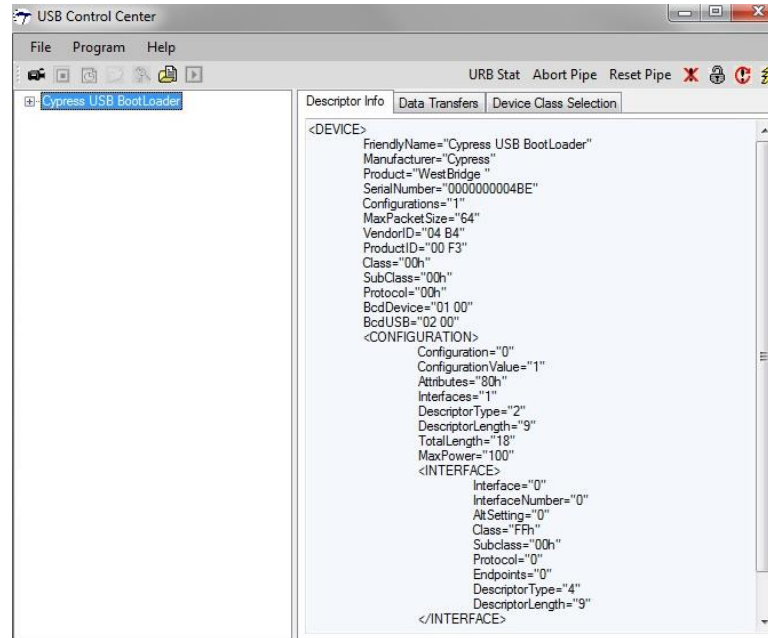 USB Control Center
File Program Help
URB Stat Abort Pipe Reset Pipe
Cypress USB BootLoader
Descriptor Info Data Transfers Device Class Selection
<DEVICE>
FriendlyName="Cypress USB BootLoader"
Manufacturer="Cypress"
Product="WestBridge "
SerialNumber="0000000004BE"
Configurations="1"
MaxPacketSize="64"
VendorID="04 B4"
ProductID="00 F3"
Class="00h"
SubClass="00h"
Protocol="00h"
BcdDevice="01 00"
BcdUSB="02 00"
<CONFIGURATION>
Configuration="0"
ConfigurationValue="1"
Attributes="80h"
Interfaces="1"
DescriptorType="2"
DescriptorLength="9"
TotalLength="18"
MaxPower="100"
<INTERFACE>
Interface="0"
InterfaceNumber="0"
AltSetting="0"
Class="FFh"
Subclass="00h"
Protocol="0"
Endpoints="0"
DescriptorType="4"
DescriptorLength="9"
</INTERFACE>